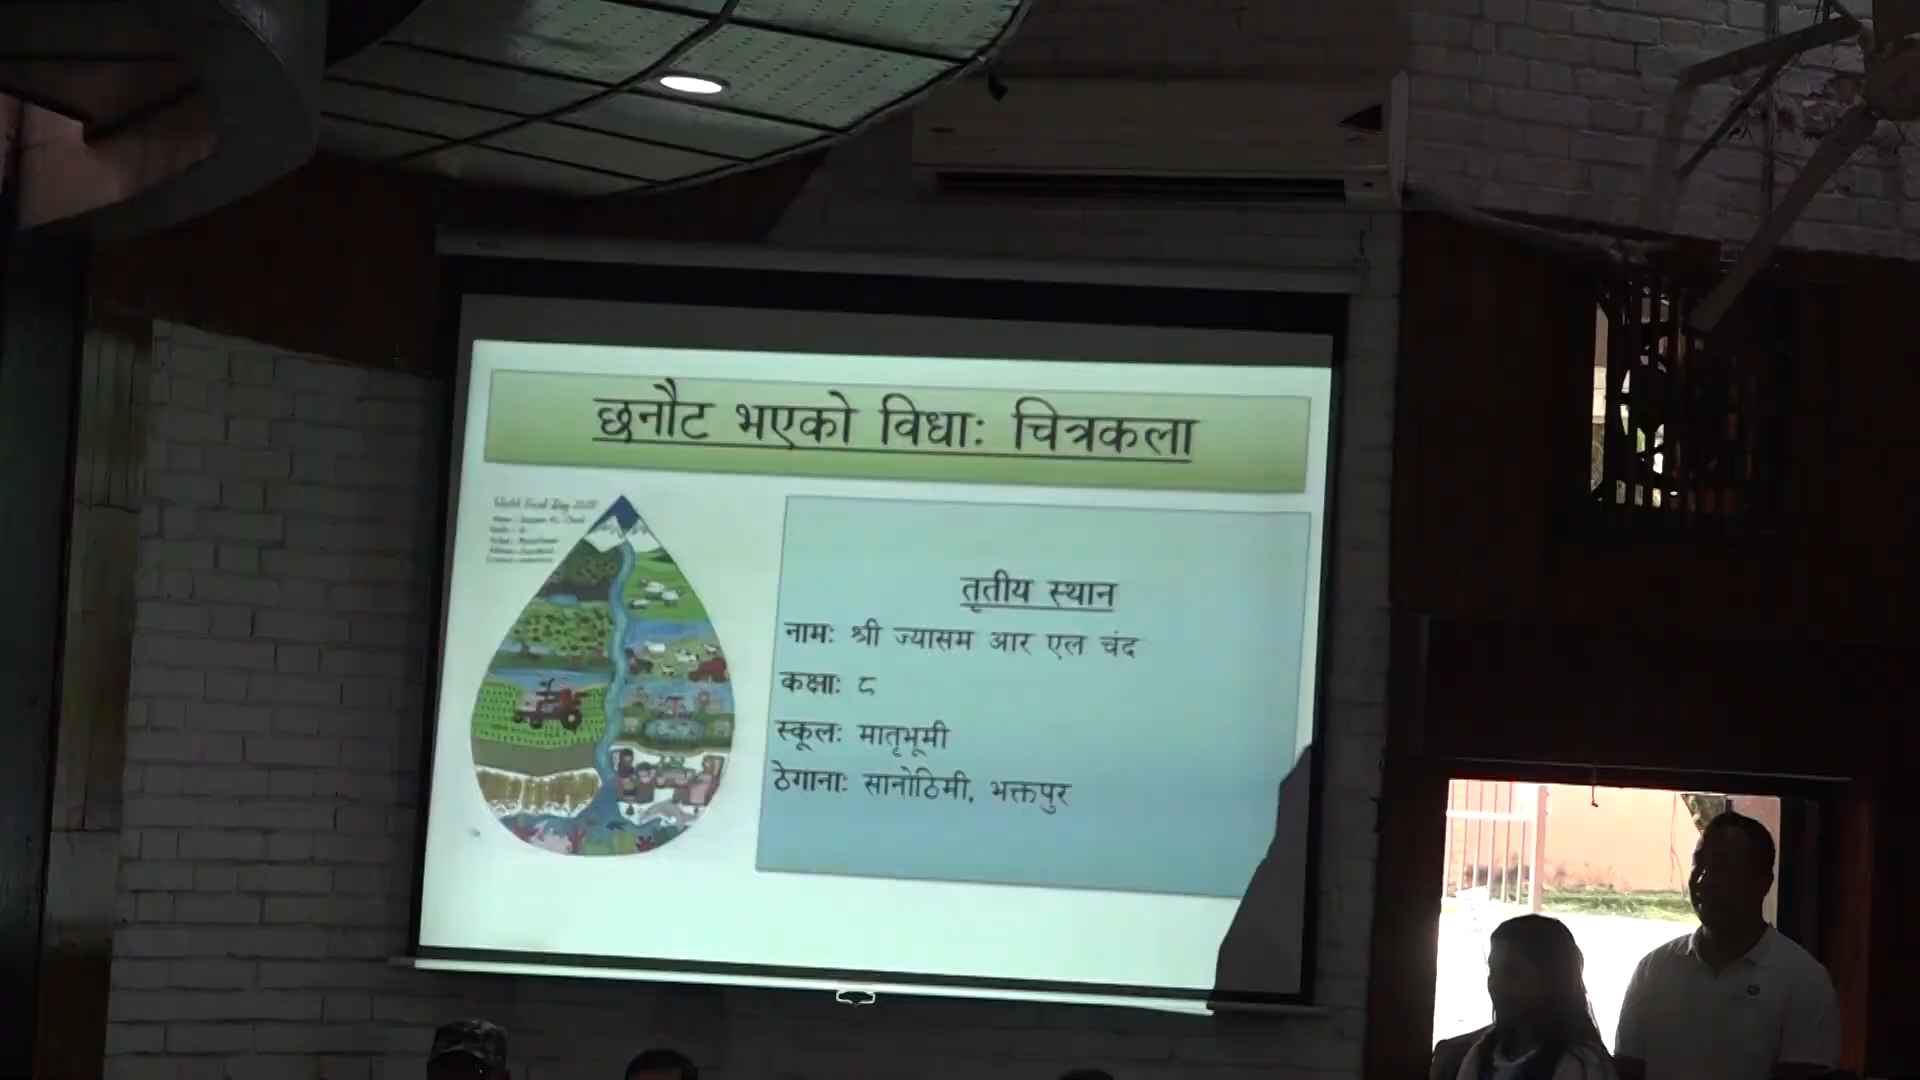 छनौट भएको विधाः चित्रकला
तृतीय स्थान
नामः श्री ज्यासम आर एल चंद
कक्षाः ८
स्कूलः मातृभूमी
ठेगानाः सानोठिमी, भक्तपुर